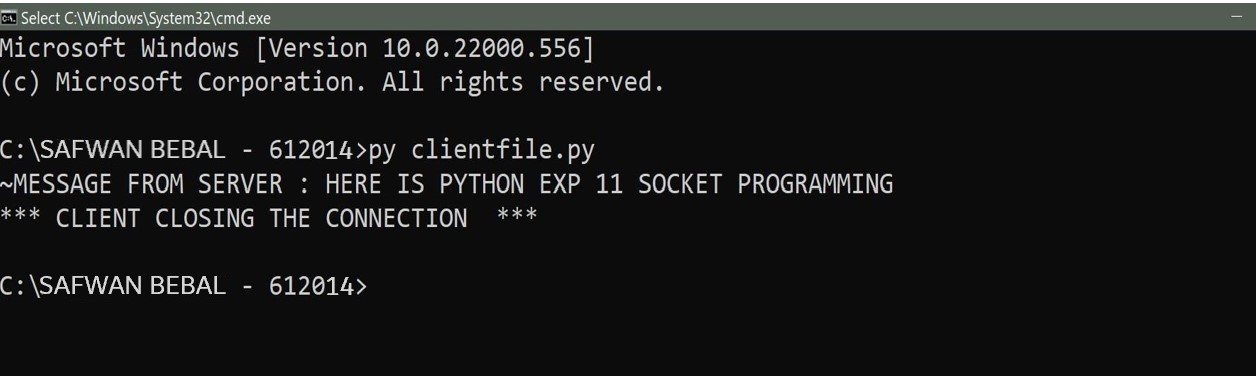 Select C:\Windows\System32\cmd.exe
Microsoft Windows [Version 10.0.22000.556]
(c) Microsoft Corporation. All rights reserved.
C:\SAFWAN BEBAL - 612014>py clientfile.py
~MESSAGE FROM SERVER : HERE IS PYTHON EXP 11 SOCKET PROGRAMMING
*** CLIENT CLOSING THE CONNECTION  ***
C:\SAFWAN BEBAL - 612014>